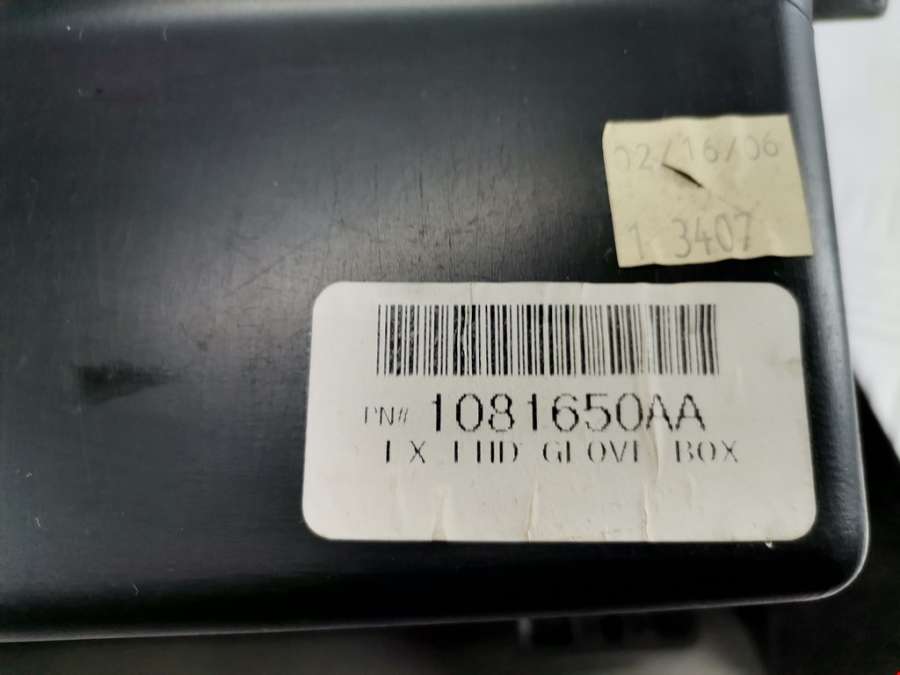 02/16/06
1 3407
PN# 1081650AA
LX LHD GLOVE BOX